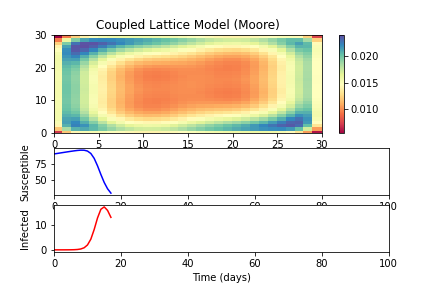 Coupled Lattice Model (Moore)
30
20
10
0
0 5 10 15 20 25 30
0.020
0.015
0.010
Susceptible
75
50
0 20 40 60 80 100
Infected
10
0
0 20 40 60 80 100
Time (days)